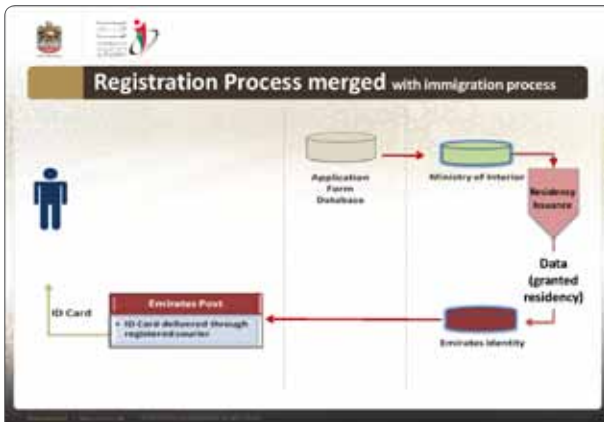 Registration Process merged with immigration process
Application
Form
Database
Ministry of Interior
Residency
Issuance
Data
(granted
residency)
Emirates Identity
Emirates Post
• ID Card delivered through
registered courier
ID Card